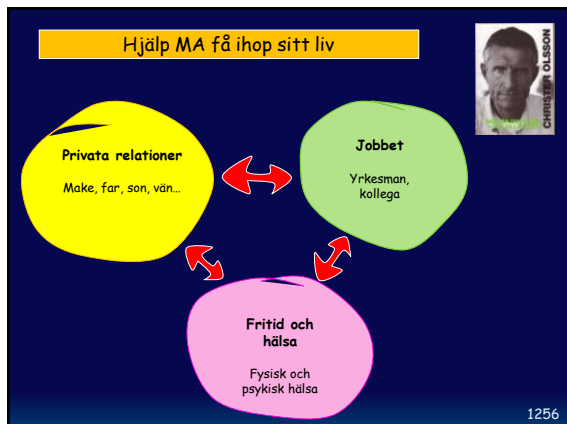 Hjälp MA få ihop sitt liv
CHRISTER OLSSON
Privata relationer
Make, far, son, vän...
Jobbet
Yrkesman,
kollega
Fritid och
hälsa
Fysisk och
psykisk hälsa
1256